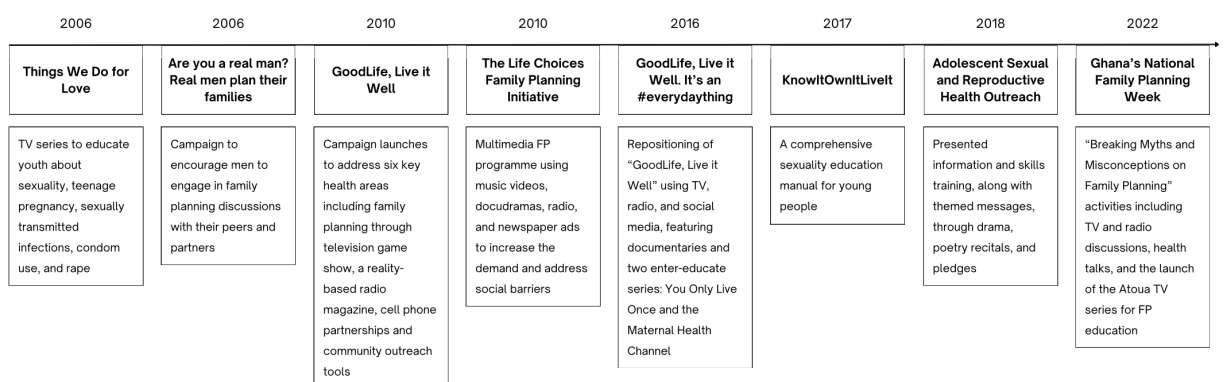 2006
Things We Do for
Love
TV series to educate
youth about
sexuality, teenage
pregnancy, sexually
transmitted
infections, condom
use, and rape
2006
Are you a real man?
Real men plan their
families
Campaign to
encourage men to
engage in family
planning discussions
with their peers and
partners
2010
GoodLife, Live it
Well
Campaign launches
to address six key
health areas
including family
planning through
television game
show, a reality-
based radio
magazine, cell phone
partnerships and
community outreach
tools
2010
The Life Choices
Family Planning
Initiative
Multimedia FP
programme using
music videos,
docudramas, radio,
and newspaper ads
to increase the
demand and address
social barriers
2016
GoodLife, Live it
Well. It’s an
#everydaything
Repositioning of
“GoodLife, Live it
Well” using TV,
radio, and social
media, featuring
documentaries and
two enter-educate
series: You Only Live
Once and the
Maternal Health
Channel
2017
KnowItOwnItLiveIt
A comprehensive
sexuality education
manual for young
people
2018
Adolescent Sexual
and Reproductive
Health Outreach
Presented
information and skills
training, along with
themed messages,
through drama,
poetry recitals, and
pledges
2022
Ghana’s National
Family Planning
Week
“Breaking Myths and
Misconceptions on
Family Planning”
activities including
TV and radio
discussions, health
talks, and the launch
of the Atoua TV
series for FP
education